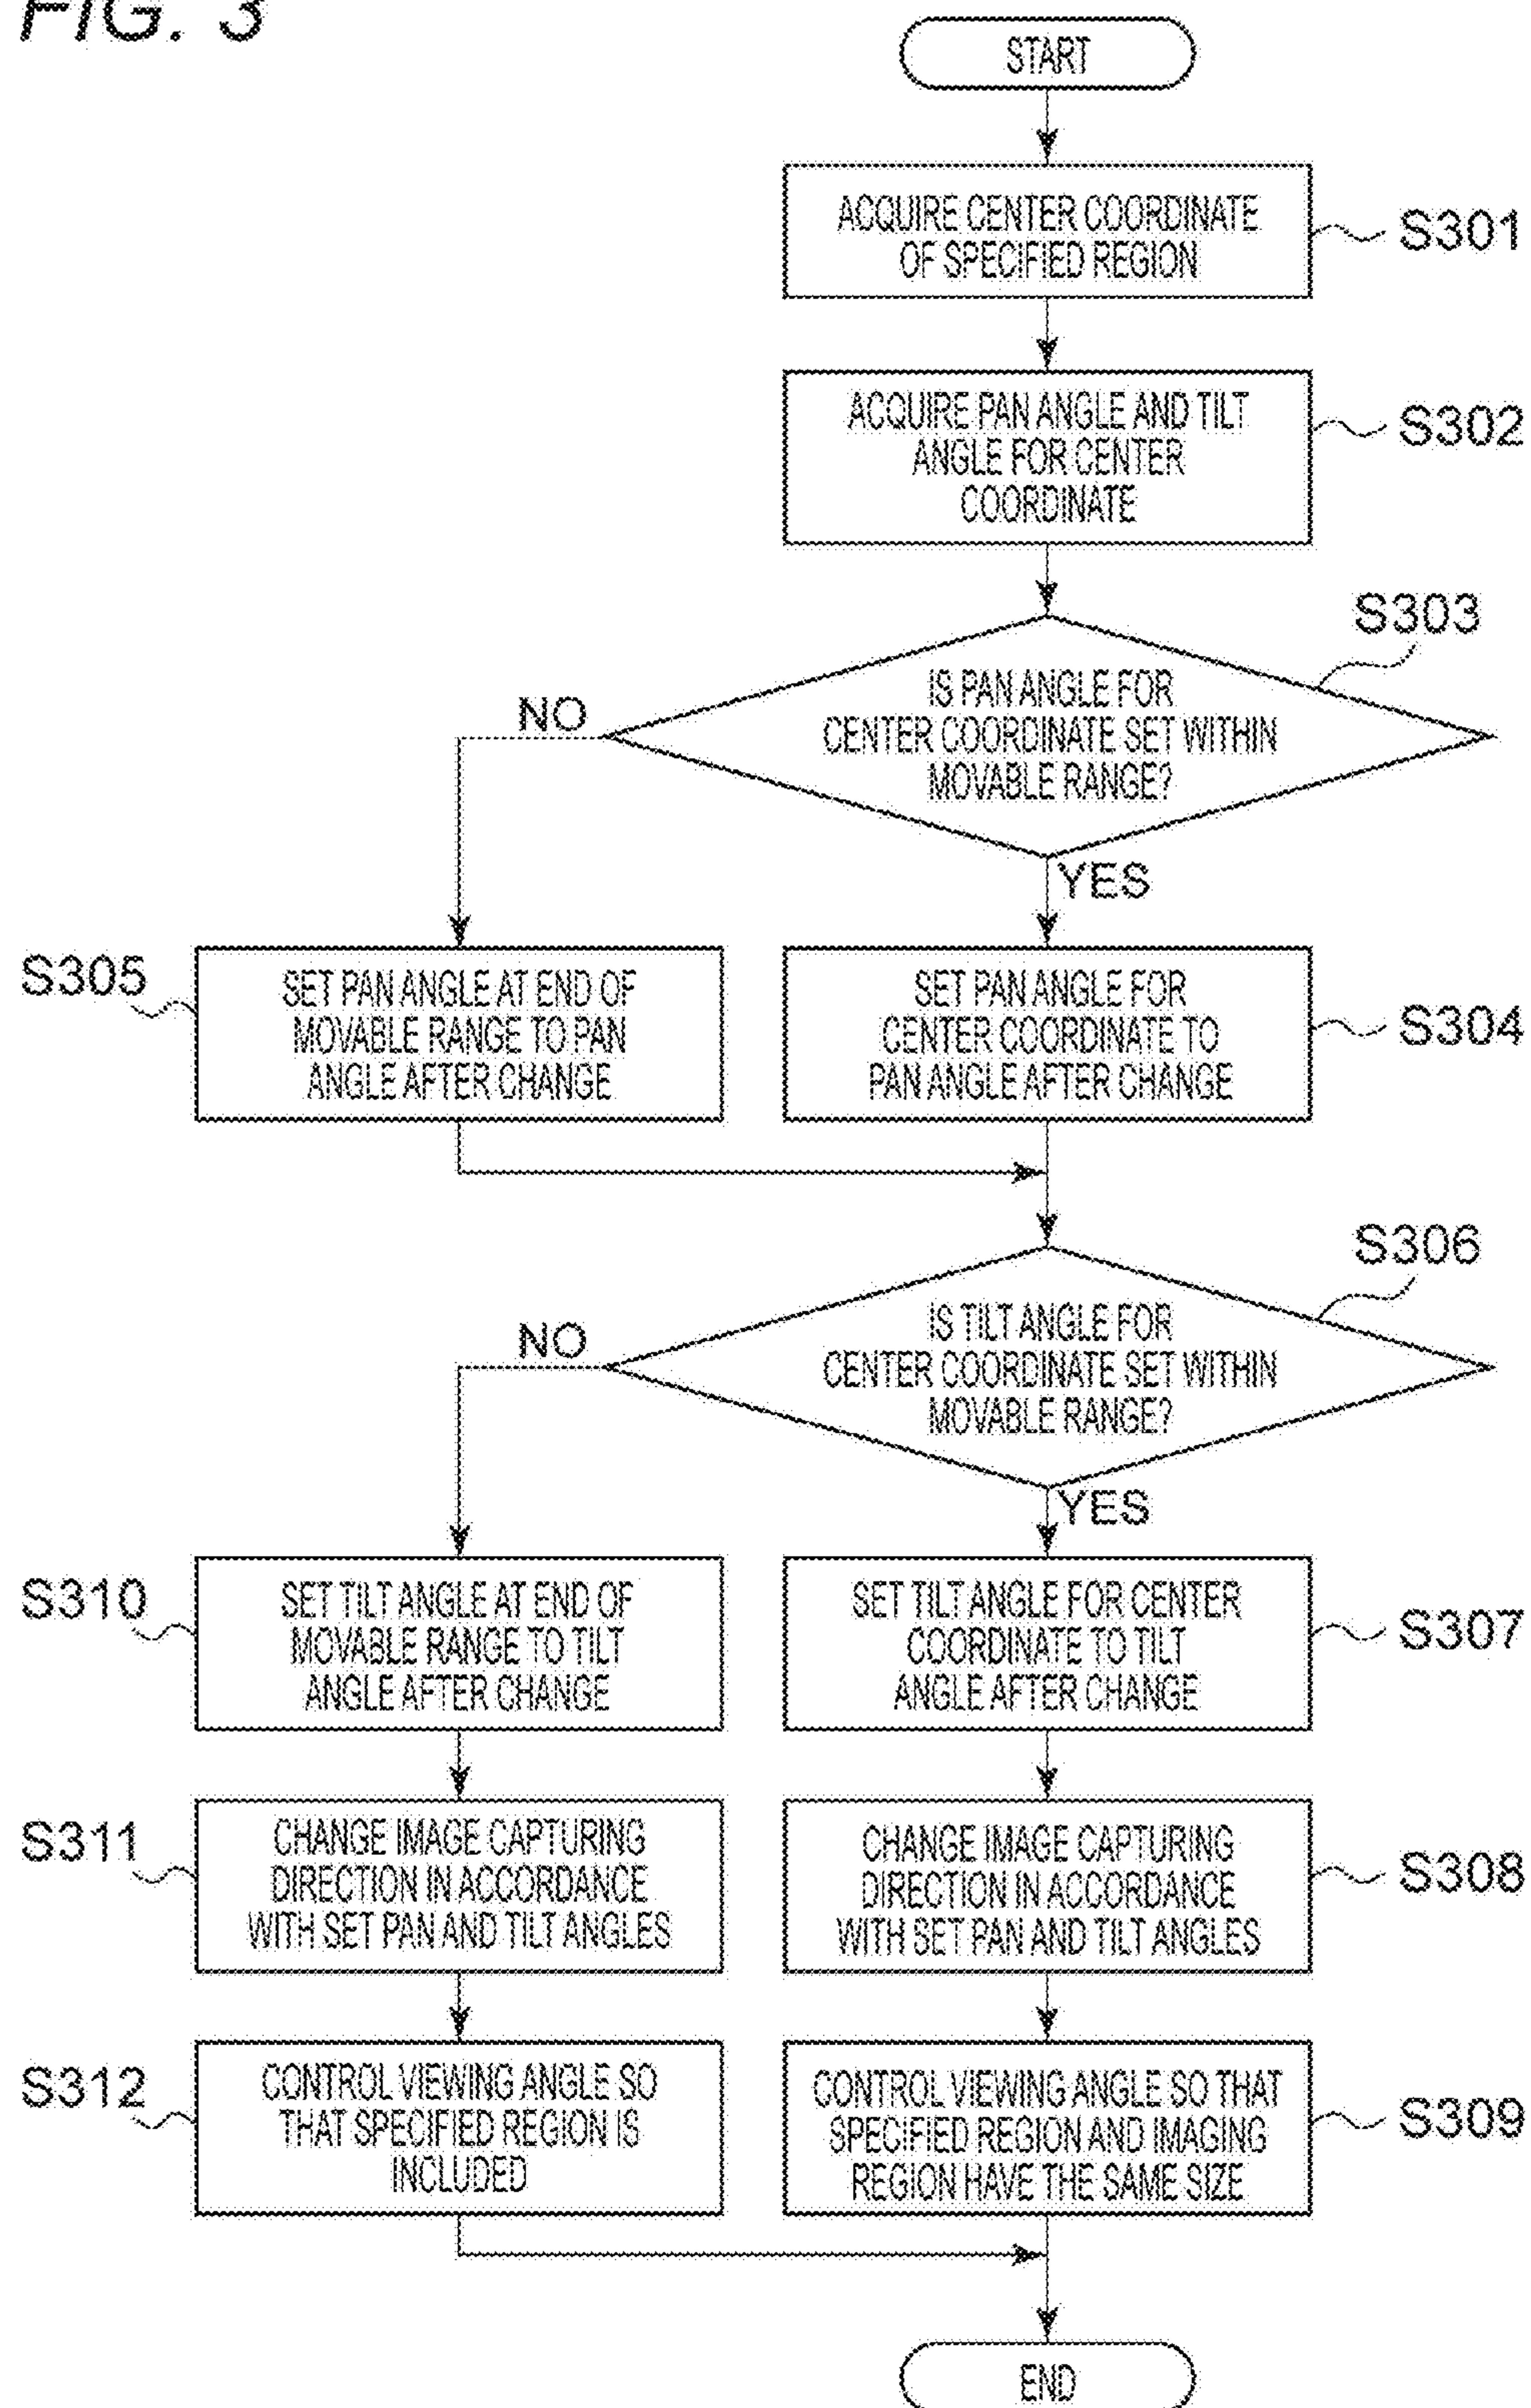 FIG. 3
START
ACQUIRE CENTER COORDINATE
OF SPECIFIED REGION
S301
ACQUIRE PAN ANGLE AND TILT
ANGLE FOR CENTER
COORDINATE
S302
S303
IS PAN ANGLE FOR
CENTER COORDINATE SET WITHIN
MOVABLE RANGE?
NO
YES
S305
SET PAN ANGLE AT END OF
MOVABLE RANGE TO PAN
ANGLE AFTER CHANGE
SET PAN ANGLE FOR
CENTER COORDINATE TO
PAN ANGLE AFTER CHANGE
S304
S306
IS TILT ANGLE FOR
CENTER COORDINATE SET WITHIN
MOVABLE RANGE?
NO
YES
S310
SET TILT ANGLE AT END OF
MOVABLE RANGE TO TILT
ANGLE AFTER CHANGE
SET TILT ANGLE FOR CENTER
COORDINATE TO TILT
ANGLE AFTER CHANGE
S307
S311
CHANGE IMAGE CAPTURING
DIRECTION IN ACCORDANCE
WITH SET PAN AND TILT ANGLES
CHANGE IMAGE CAPTURING
DIRECTION IN ACCORDANCE
WITH SET PAN AND TILT ANGLES
S308
S312
CONTROL VIEWING ANGLE SO
THAT SPECIFIED REGION IS
INCLUDED
CONTROL VIEWING ANGLE SO THAT
SPECIFIED REGION AND IMAGING
REGION HAVE THE SAME SIZE
S309
END